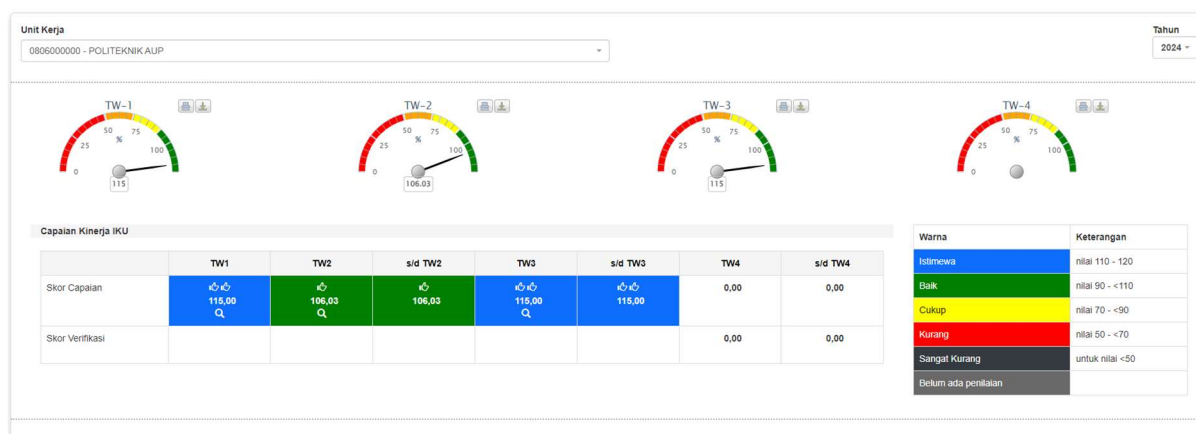 Unit Kerja
Tahun
0806000000 - POLITEKNIK AUP
2024
TW-1
0 25 50 75 100
%
115
TW-2
0 25 50 75 100
%
106.03
TW-3
0 25 50 75 100
%
115
TW-4
0 25 50 75 100
%
Capaian Kinerja IKU
TW1 TW2 s/d TW2 TW3 s/d TW3 TW4 s/d TW4
Skor Capaian 115,00 106,03 106,03 115,00 115,00 0,00 0,00
Skor Verifikasi 0,00 0,00
Warna Keterangan
Istimewa nilai 110 - 120
Baik nilai 90 - <110
Cukup nilai 70 - <90
Kurang nilai 50 - <70
Sangat Kurang untuk nilai <50
Belum ada penilaian